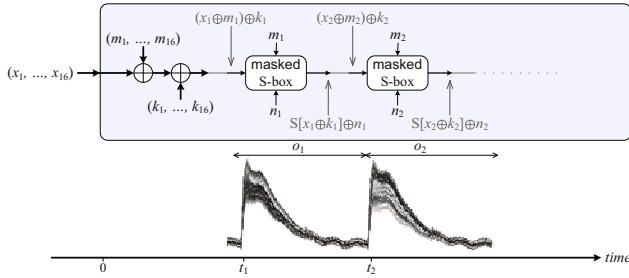 (x₁⊕m₁)⊕k₁
(x₂⊕m₂)⊕k₂
(m₁, ..., m₁₆)
m₁
m₂
(x₁, ..., x₁₆)
masked
S-box
masked
S-box
(k₁, ..., k₁₆)
n₁
n₂
S[x₁⊕k₁]⊕n₁
S[x₂⊕k₂]⊕n₂
o₁
o₂
0
t₁
t₂
time